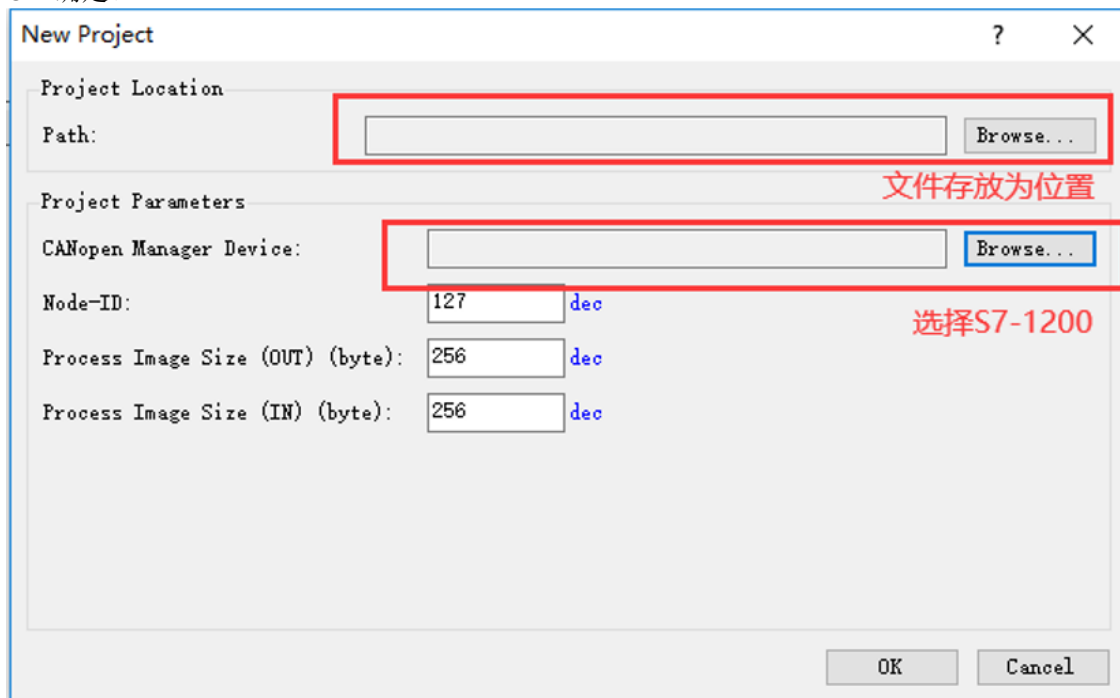 New Project
Project Location
Path:
Browse...
文件存放为位置
Project Parameters
CANopen Manager Device:
Browse...
选择S7-1200
Node-ID:
127 dec
Process Image Size (OUT) (byte):
256 dec
Process Image Size (IN) (byte):
256 dec
OK
Cancel